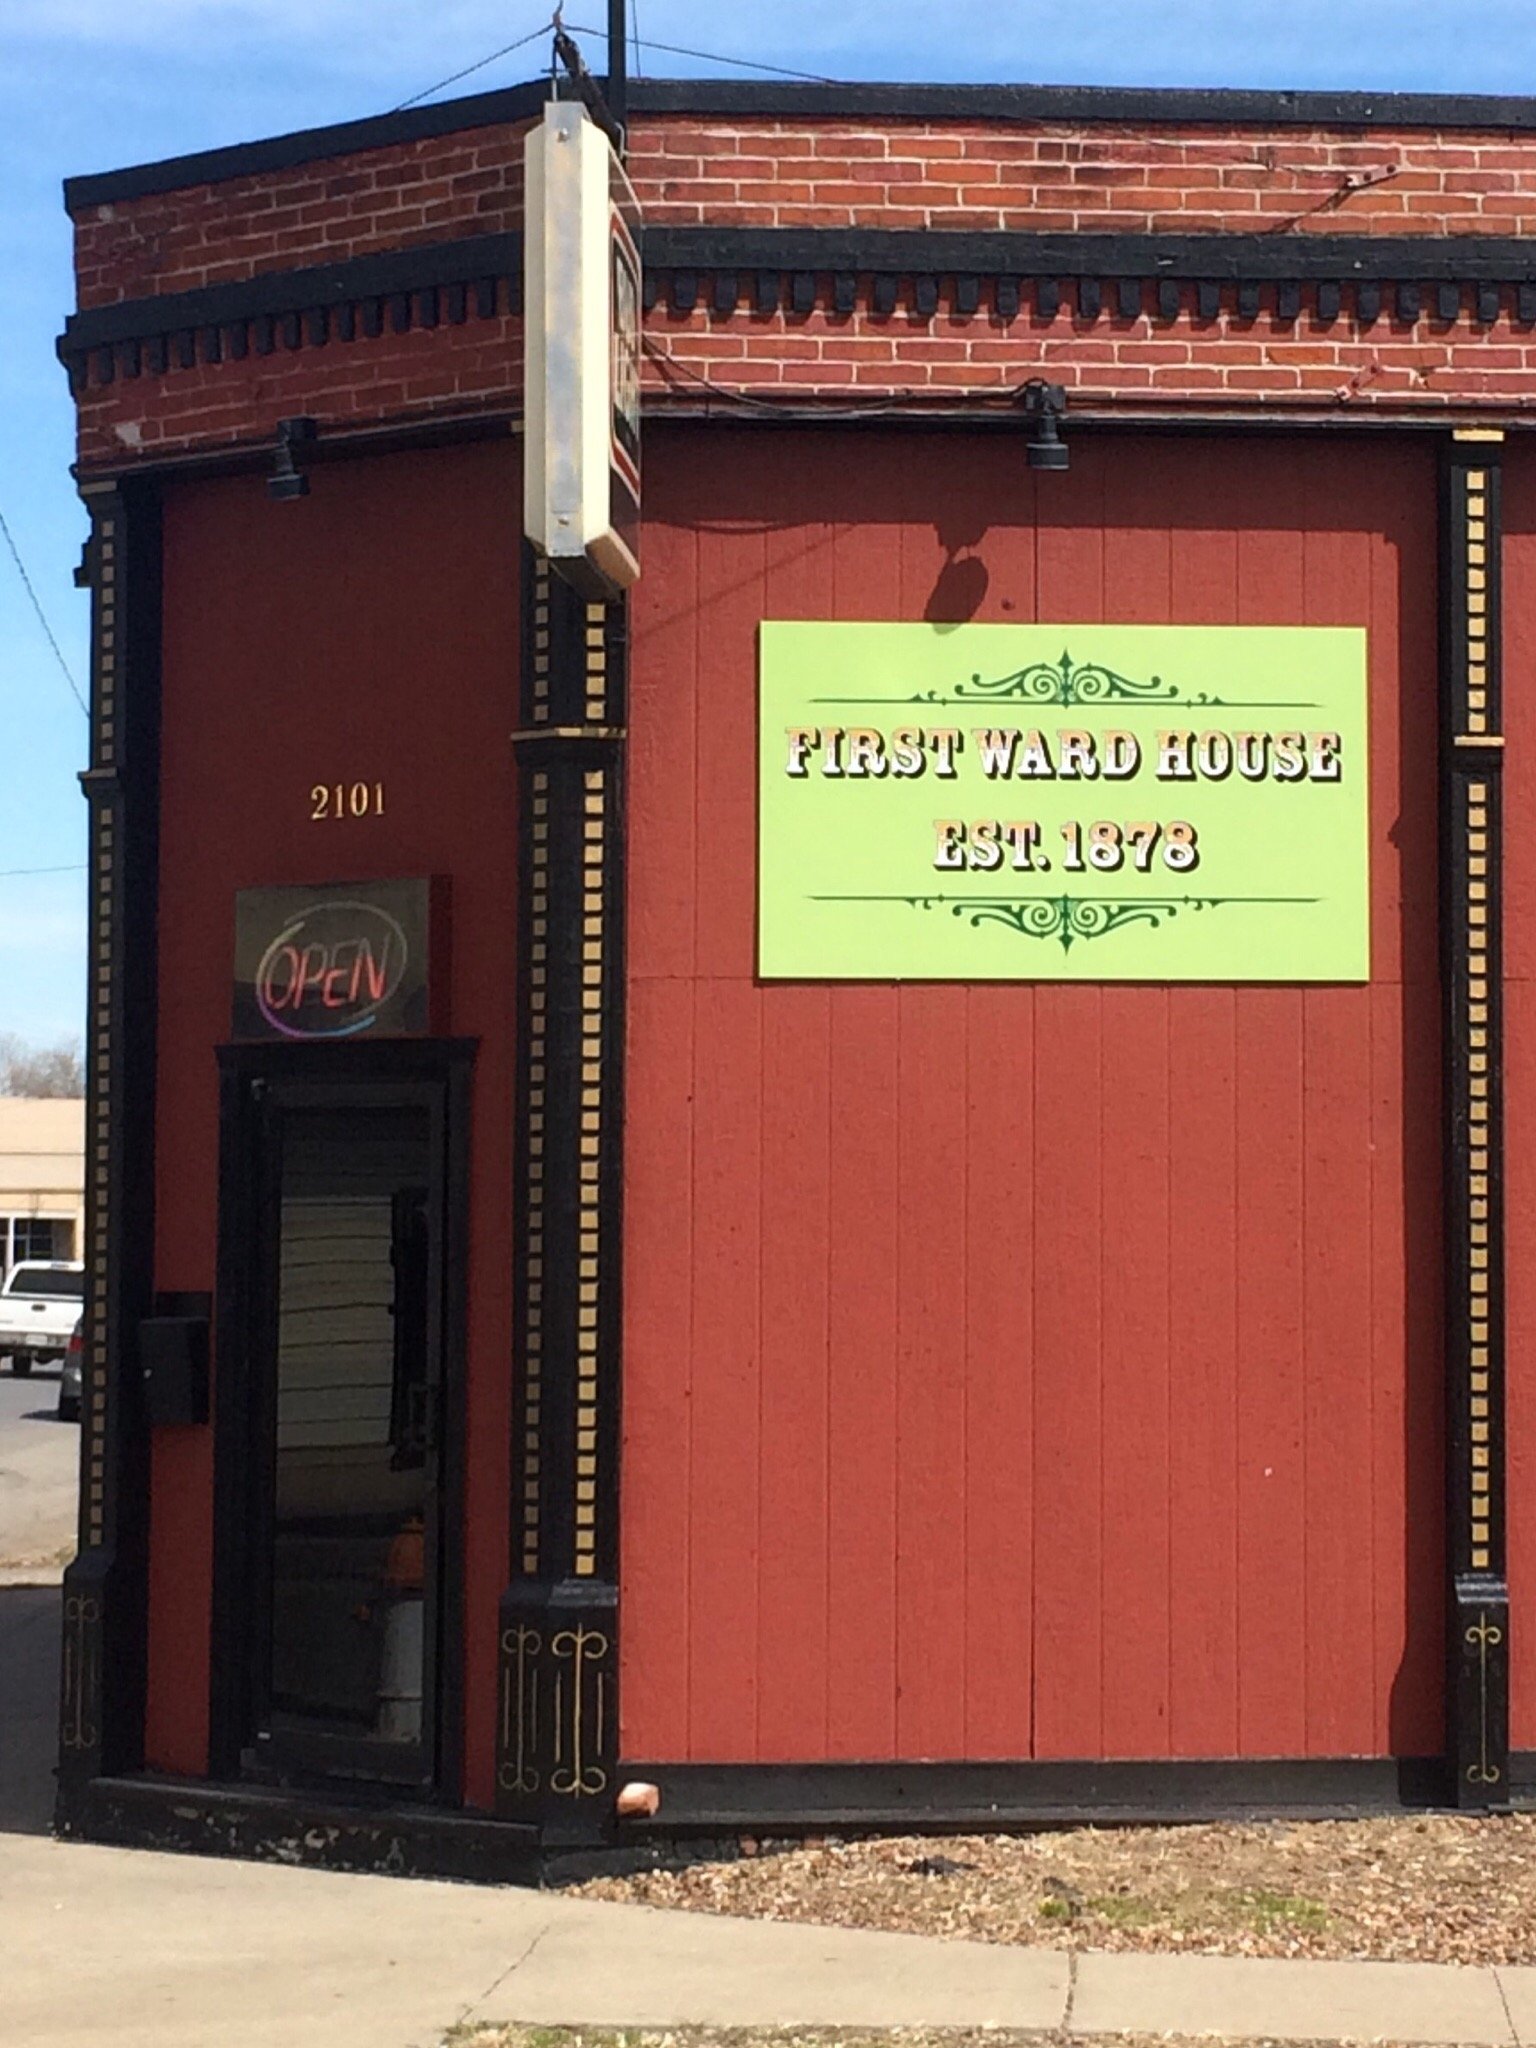 FIRST WARD HOUSE
EST. 1878
2101
OPEN